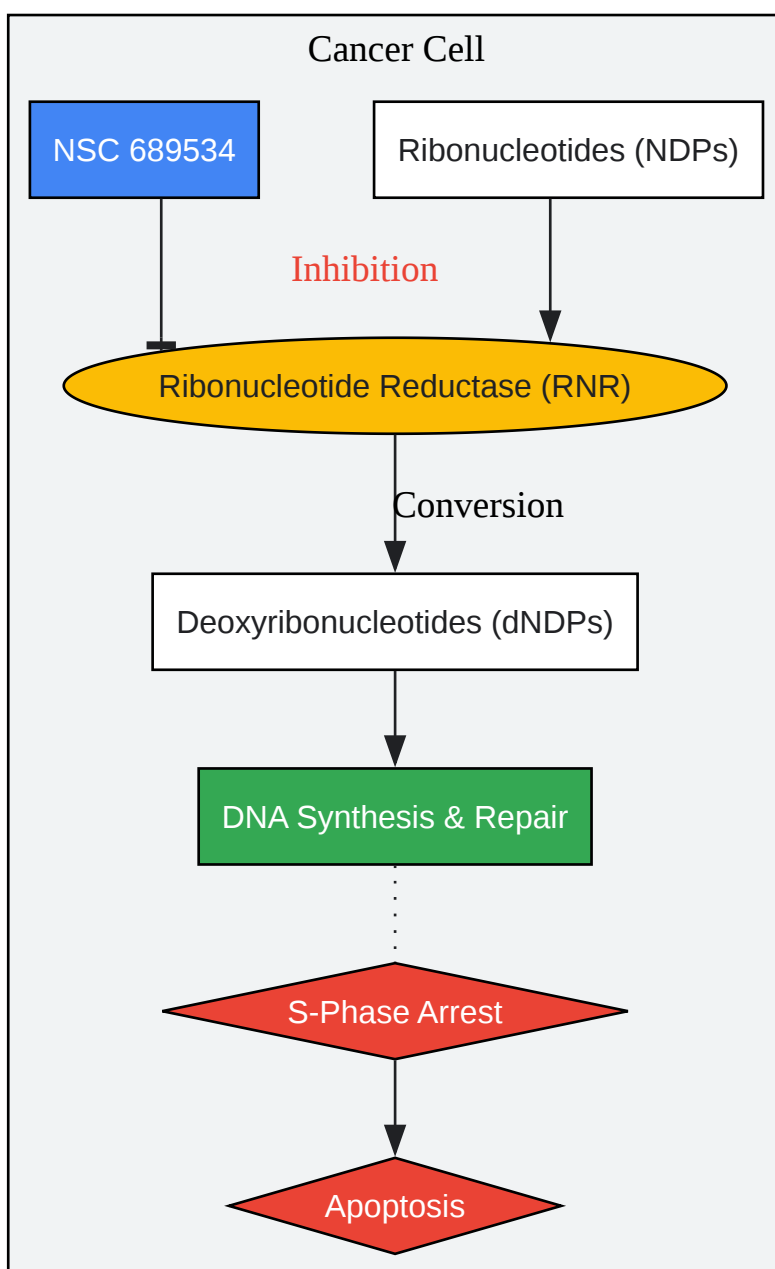 Cancer Cell
NSC 689534
Ribonucleotides (NDPs)
Inhibition
Ribonucleotide Reductase (RNR)
Conversion
Deoxyribonucleotides (dNDPs)
DNA Synthesis & Repair
S-Phase Arrest
Apoptosis